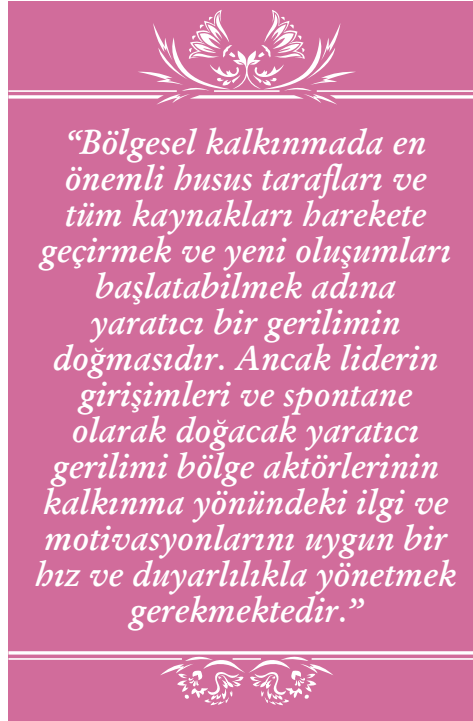 “Bölgesel kalkınmada en
önemli husus tarafları ve
tüm kaynakları harekete
geçirmek ve yeni oluşumları
başlatabilmek adına
yaratıcı bir gerilimin
doğmasıdır. Ancak liderin
girişimleri ve spontane
olarak doğacak yaratıcı
gerilimi bölge aktörlerinin
kalkınma yönündeki ilgi ve
motivasyonlarını uygun bir
hız ve duyarlılıkla yönetmek
gerekmektedir.”